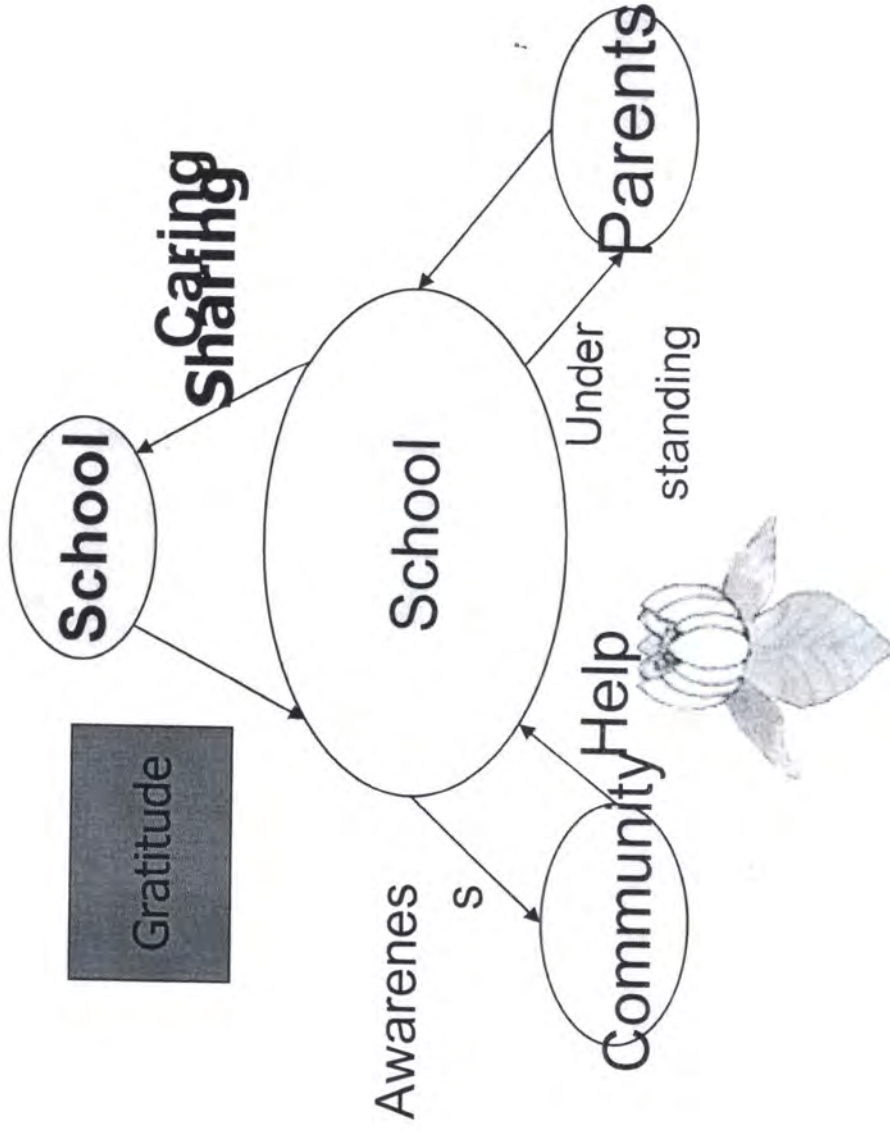 School
Gratitude
Caring
Sharing
Awarenes
s
School
Under
standing
Help
Community
Parents